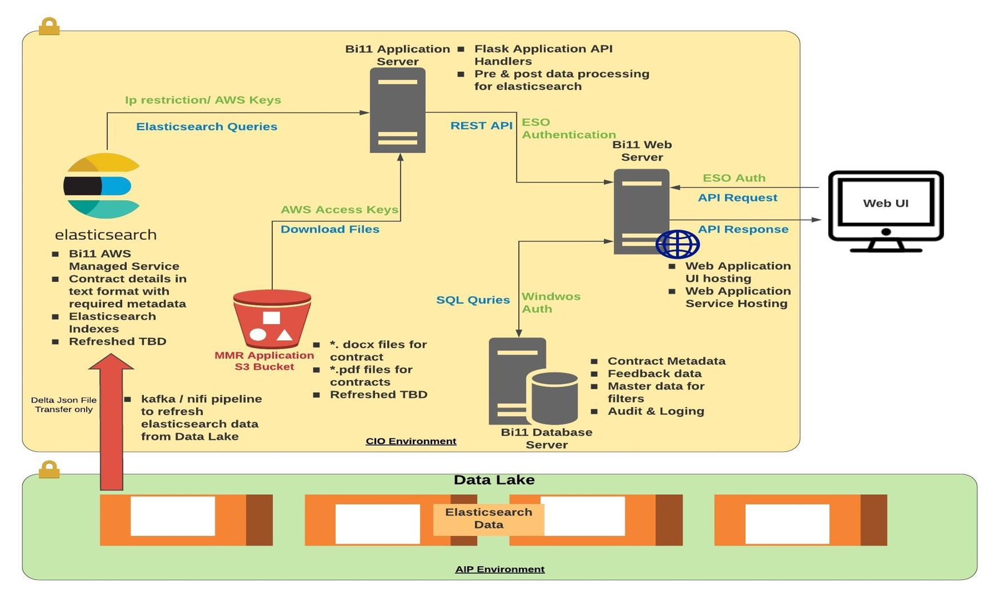 Bi11 Application
Server
Flask Application API
Handlers
Pre & post data processing
for elasticsearch
Ip restriction/ AWS Keys
Elasticsearch Queries
REST API
ESO
Authentication
Bi11 Web
Server
ESO Auth
API Request
API Response
Web UI
AWS Access Keys
Download Files
elasticsearch
Bi11 AWS
Managed Service
Contract details in
text format with
required metadata
Elasticsearch
Indexes
Refreshed TBD
Web Application
UI hosting
Web Application
Service Hosting
SQL Quries
Windwos
Auth
MMR Application
S3 Bucket
*. docx files for
contract
*.pdf files for
contracts
Refreshed TBD
Contract Metadata
Feedback data
Master data for
filters
Audit & Loging
Delta Json File
Transfer only
kafka / nifi pipeline
to refresh
elasticsearch data
from Data Lake
Bi11 Database
Server
CIO Environment
Data Lake
Elasticsearch
Data
AIP Environment